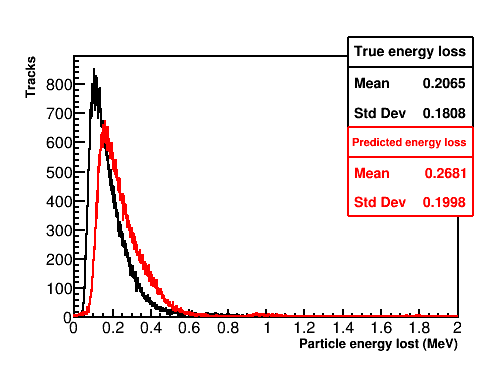 True energy loss
Mean 0.2065
Std Dev 0.1808
Predicted energy loss
Mean 0.2681
Std Dev 0.1998
Tracks
800
700
600
500
400
300
200
100
0
0 0.2 0.4 0.6 0.8 1 1.2 1.4 1.6 1.8 2
Particle energy lost (MeV)